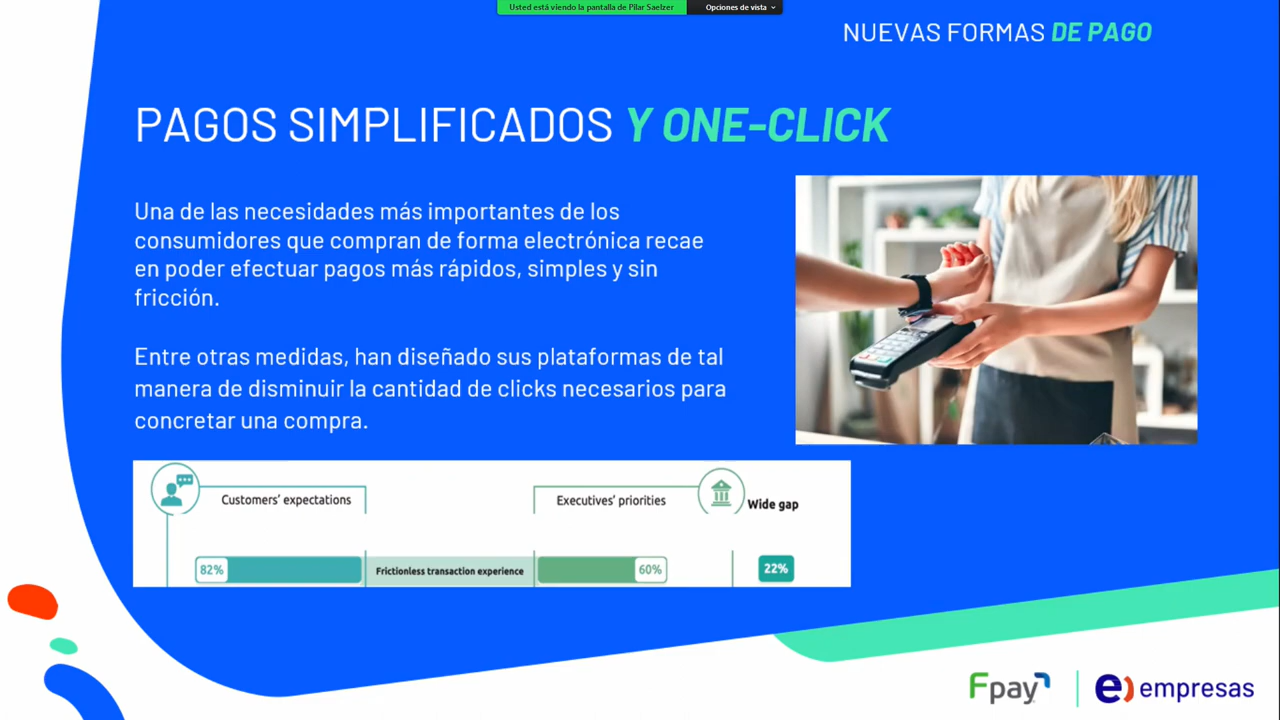 Usted está viendo la pantalla de Pilar Saelzer
Opciones de vista
NUEVAS FORMAS DE PAGO
PAGOS SIMPLIFICADOS Y ONE-CLICK
Una de las necesidades más importantes de los
consumidores que compran de forma electrónica recae
en poder efectuar pagos más rápidos, simples y sin
fricción.
Entre otras medidas, han diseñado sus plataformas de tal
manera de disminuir la cantidad de clicks necesarios para
concretar una compra.
Customers' expectations
Executives' priorities
Wide gap
82%
Frictionless transaction experience
60%
22%
Fpay
e) empresas